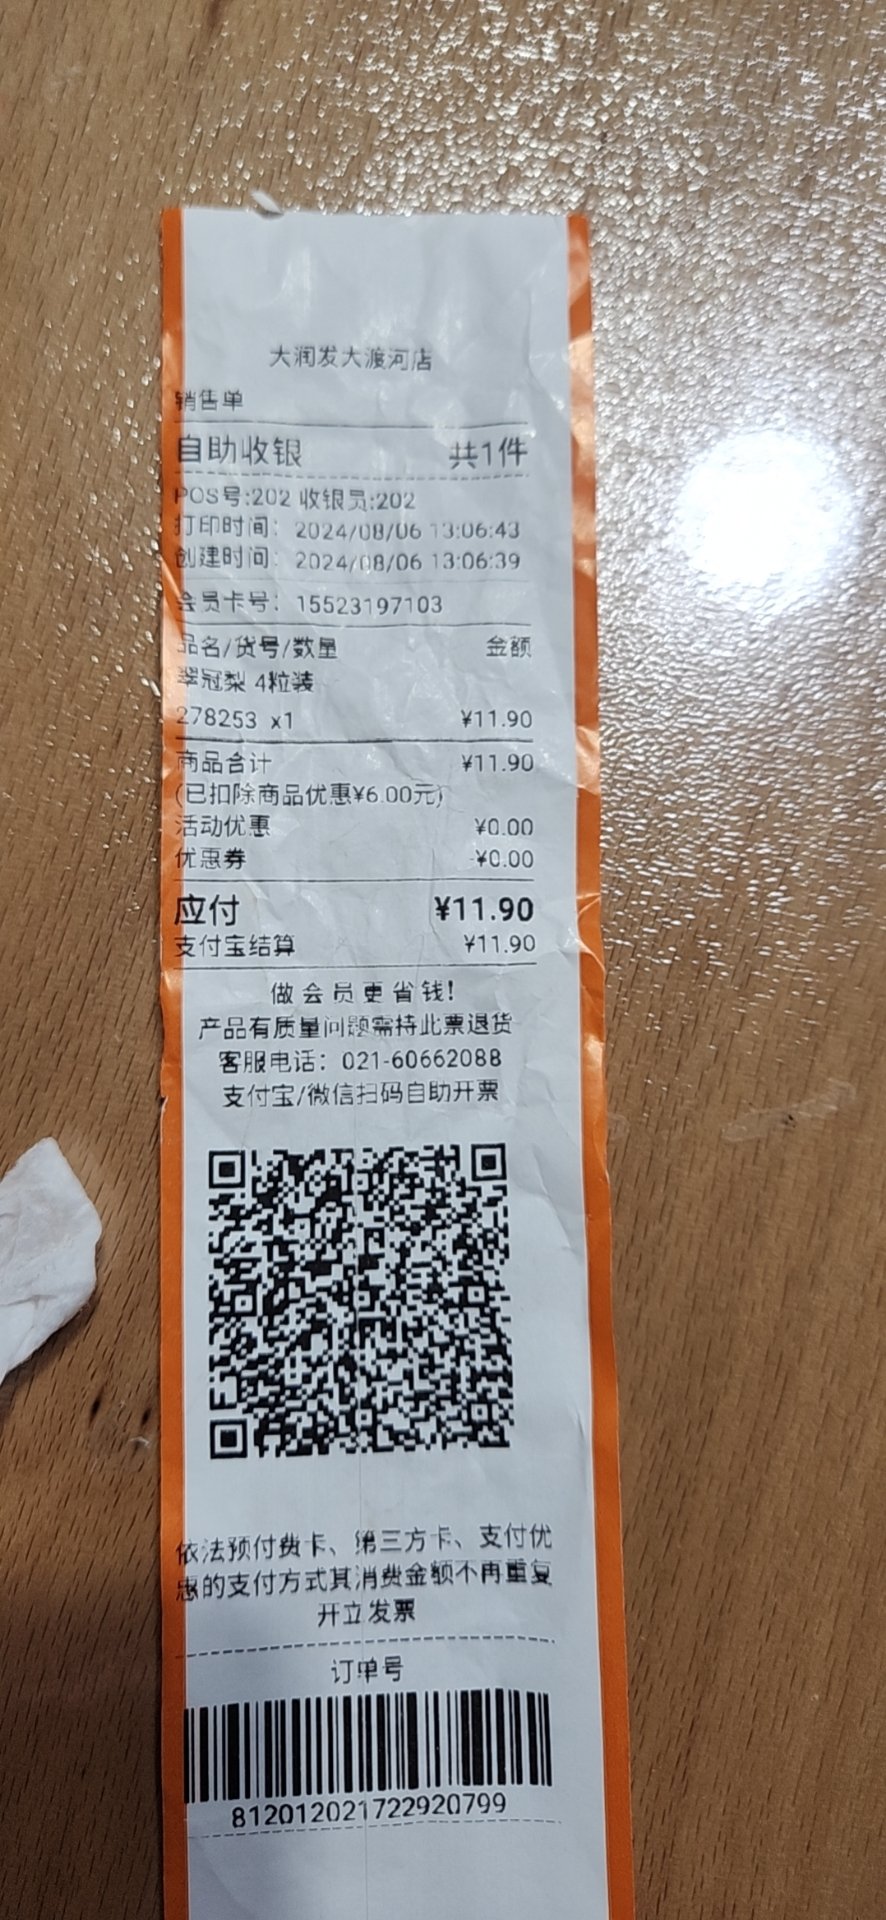 大润发大渡河店
销售单
自助收银 共1件
POS号:202 收银员:202
打印时间: 2024/08/06 13:06:43
创建时间: 2024/08/06 13:06:39
会员卡号: 15523197103
品名/货号/数量 金额
翠冠梨 4粒装
278253 x1 ¥11.90
商品合计 ¥11.90
(已扣除商品优惠¥6.00元)
活动优惠 ¥0.00
优惠券 -¥0.00
应付 ¥11.90
支付宝结算 ¥11.90
做会员更省钱!
产品有质量问题需持此票退货
客服电话: 021-60662088
支付宝/微信扫码自助开票
依法预付费卡、第三方卡、支付优
惠的支付方式其消费金额不再重复
开立发票
订单号
812012021722920799